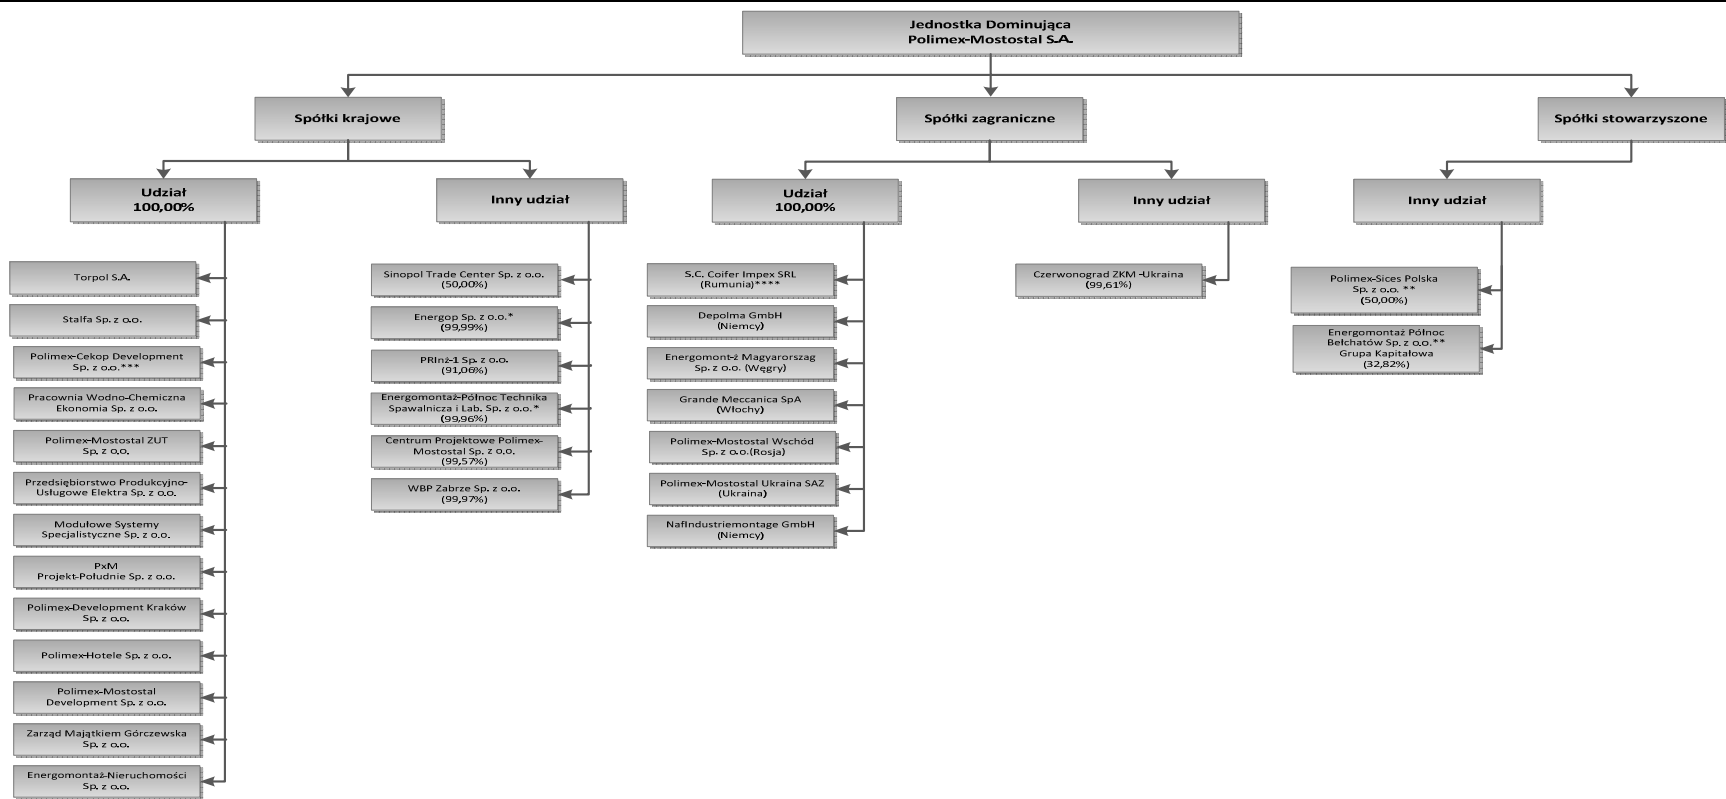 Jednostka Dominująca
Polimex-Mostostal S.A.
Spółki krajowe
Spółki zagraniczne
Spółki stowarzyszone
Udział
100,00%
Inny udział
Udział
100,00%
Inny udział
Inny udział
Torpol S.A.
Stalfa Sp. z o.o.
Polimex-Cekop Development
Sp. z o.o.***
Pracownia Wodno-Chemiczna
Ekonomia Sp. z o.o.
Polimex-Mostostal ZUT
Sp. z o.o.
Przedsiębiorstwo Produkcyjno-
Usługowe Elektra Sp. z o.o.
Modułowe Systemy
Specjalistyczne Sp. z o.o.
PxM
Projekt-Południe Sp. z o.o.
Polimex-Development Kraków
Sp. z o.o.
Polimex-Hotele Sp. z o.o.
Polimex-Mostostal
Development Sp. z o.o.
Zarząd Majątkiem Górczewska
Sp. z o.o.
Energomontaż-Nieruchomości
Sp. z o.o.
Sinopol Trade Center Sp. z o.o.
(50,00%)
Energop Sp. z o.o.*
(99,99%)
PRInż-1 Sp. z o.o.
(91,06%)
Energomontaż-Północ Technika
Spawalnicza i Lab. Sp. z o.o.*
(99,96%)
Centrum Projektowe Polimex-
Mostostal Sp. z o.o.
(99,57%)
WBP Zabrze Sp. z o.o.
(99,97%)
S.C. Coifer Impex SRL
(Rumunia)****
Depolma GmbH
(Niemcy)
Energomont-ż Magyarorszag
Sp. z o.o. (Węgry)
Grande Meccanica SpA
(Włochy)
Polimex-Mostostal Wschód
Sp. z o.o.(Rosja)
Polimex-Mostostal Ukraina SAZ
(Ukraina)
NafIndustriemontage GmbH
(Niemcy)
Czerwonograd ZKM -Ukraina
(99,61%)
Polimex-Sices Polska
Sp. z o.o. **
(50,00%)
Energomontaż Północ
Bełchatów Sp. z o.o.**
Grupa Kapitałowa
(32,82%)